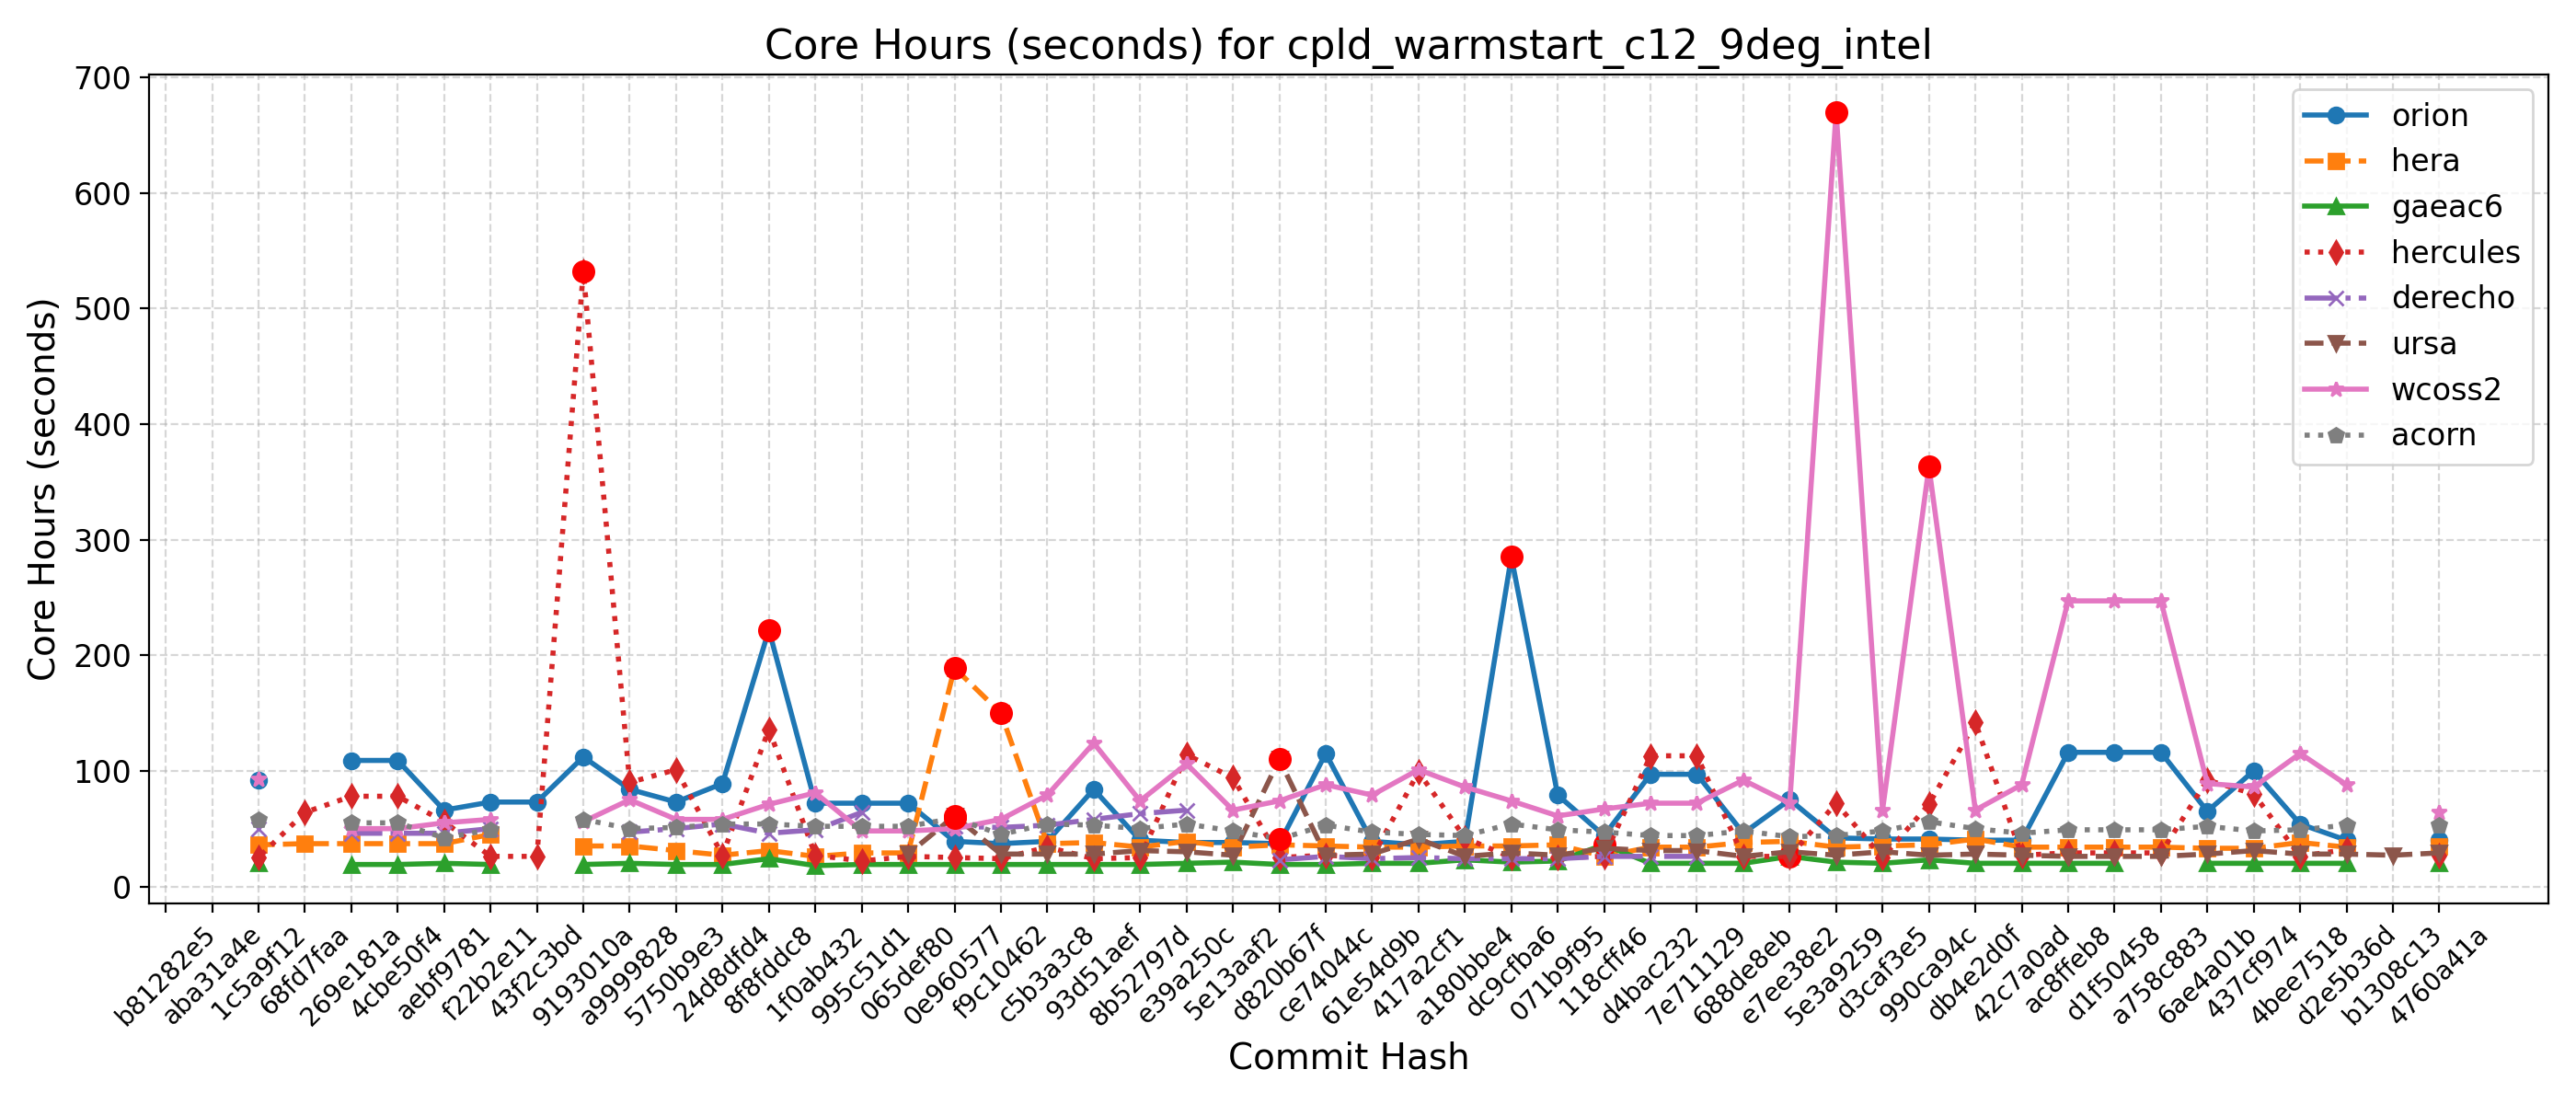 Core Hours (seconds) for cpld_warmstart_c12_9deg_intel
Core Hours (seconds)
700
600
500
400
300
200
100
0
orion
hera
gaeac6
hercules
derecho
ursa
wcoss2
acorn
b81282e5
aba31a4e
1c5a9f12
68fd7faa
269e181a
4cbe50f4
aebf9781
f22b2e11
43f2c3bd
9193010a
a9999828
5750b9e3
24d8dfd4
8f8fddc8
1f0ab432
995c51d1
065def80
0e960577
f9c10462
c5b3a3c8
93d51aef
8b52797d
e39a250c
5e13aaf2
d820b67f
ce74044c
61e54d9b
417a2cf1
a180bbe4
dc9cfba6
071b9f95
118cff46
d4bac232
7e711129
688de8eb
e7ee38e2
5e3a9259
d3caf3e5
990ca94c
db4e2d0f
42c7a0ad
ac8ffeb8
d1f50458
a758c883
6ae4a01b
437cf974
4bee7518
d2e5b36d
b1308c13
4760a41a
Commit Hash